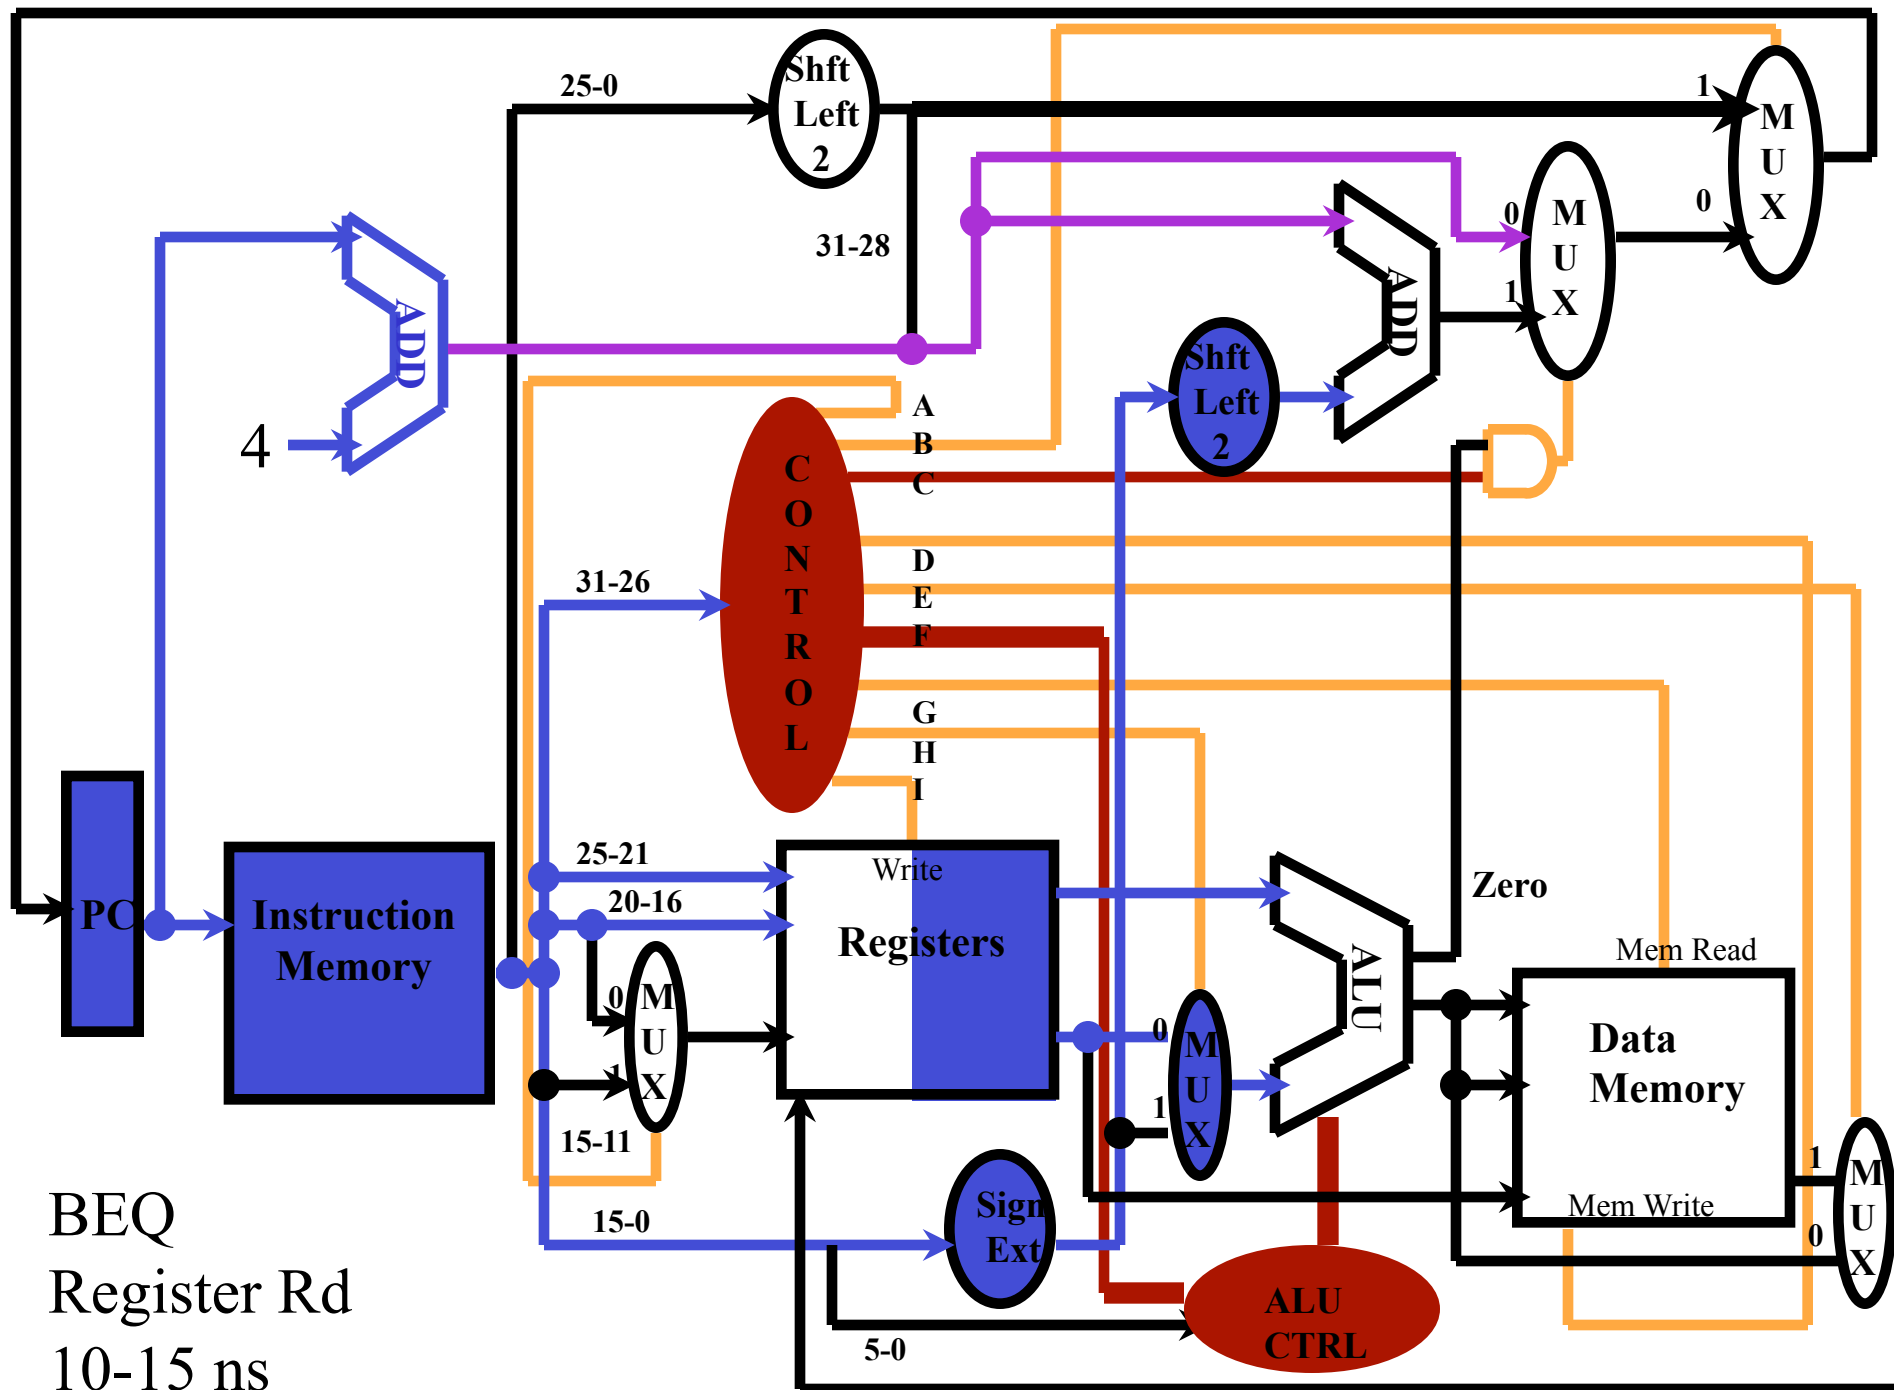 25-0
Shft
Left
2
1
M
U
X
0
31-28
0
M
U
X
1
ADD
4
ADD
Shft
Left
2
A
B
C
D
E
F
G
H
I
C
O
N
T
R
O
L
31-26
25-21
20-16
PC
Instruction
Memory
0
M
U
X
1
15-11
Write
Registers
Zero
ALU
0
M
U
X
1
Mem Read
Data
Memory
Mem Write
1
M
U
X
0
15-0
Sign
Ext
5-0
ALU
CTRL
BEQ
Register Rd
10-15 ns